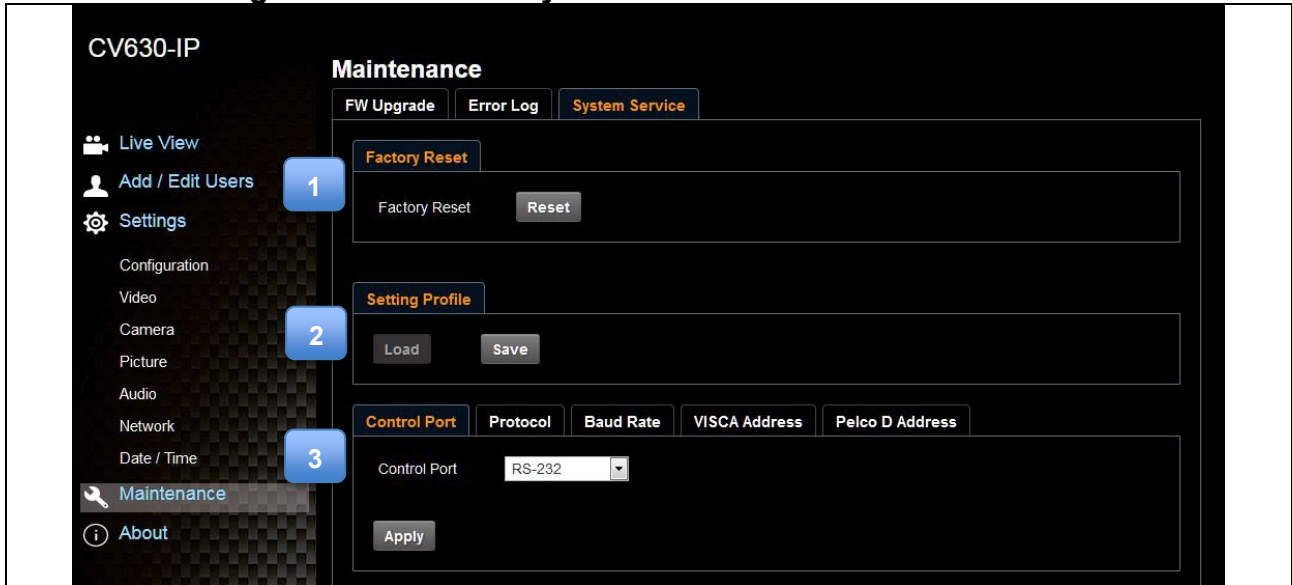 CV630-IP
Maintenance
FW Upgrade Error Log System Service
Live View
Add / Edit Users
Settings
Configuration
Video
Camera
Picture
Audio
Network
Date / Time
Maintenance
About
1
Factory Reset
Factory Reset Reset
2
Setting Profile
Load Save
3
Control Port Protocol Baud Rate VISCA Address Pelco D Address
Control Port RS-232
Apply